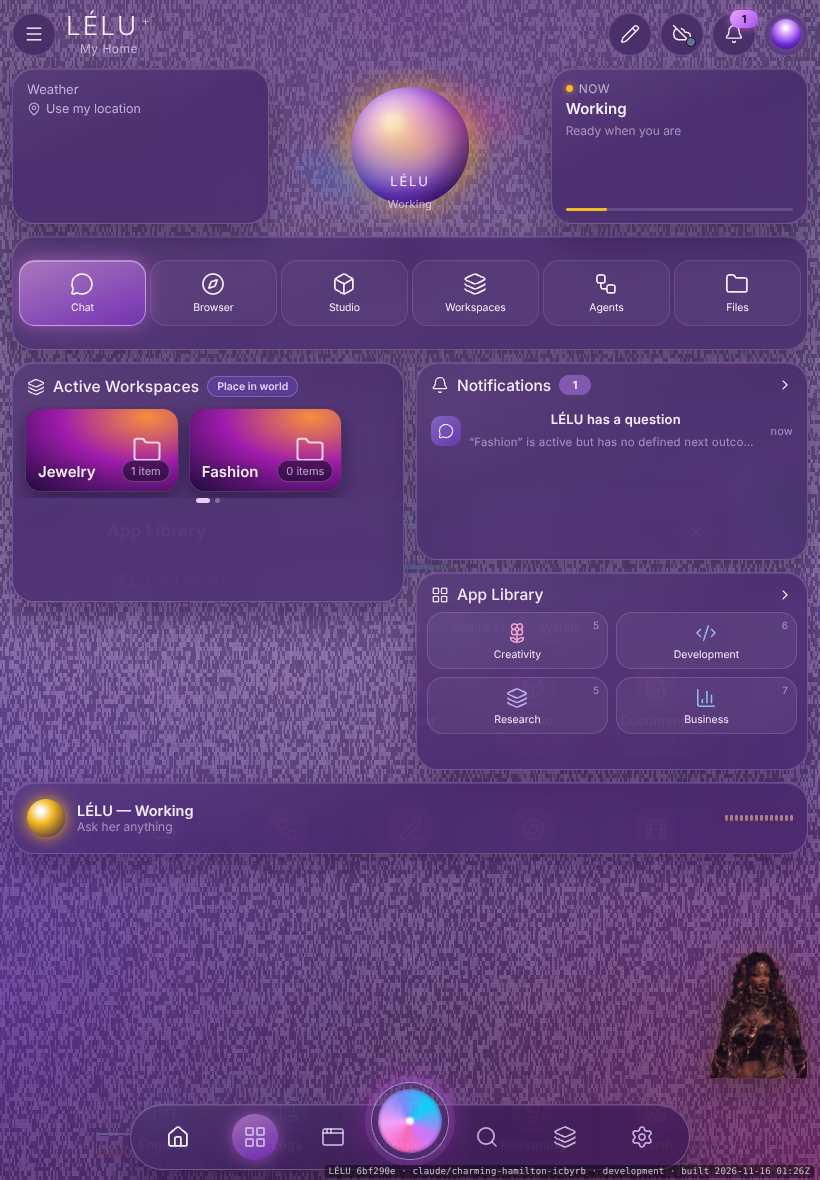 LÉLU +
My Home
1
Weather
Use my location
LÉLU
Working
NOW
Working
Ready when you are
Chat
Browser
Studio
Workspaces
Agents
Files
Active Workspaces
Place in world
Jewelry
1 item
Fashion
0 items
Notifications
1
LÉLU has a question
“Fashion” is active but has no defined next outco...
now
App Library
App Library
Creativity
5
Development
6
Research
5
Business
7
LÉLU — Working
Ask her anything
LÉLU 6bf290e · claude/charming-hamilton-icbyrb · development · built 2026-11-16 01:26Z